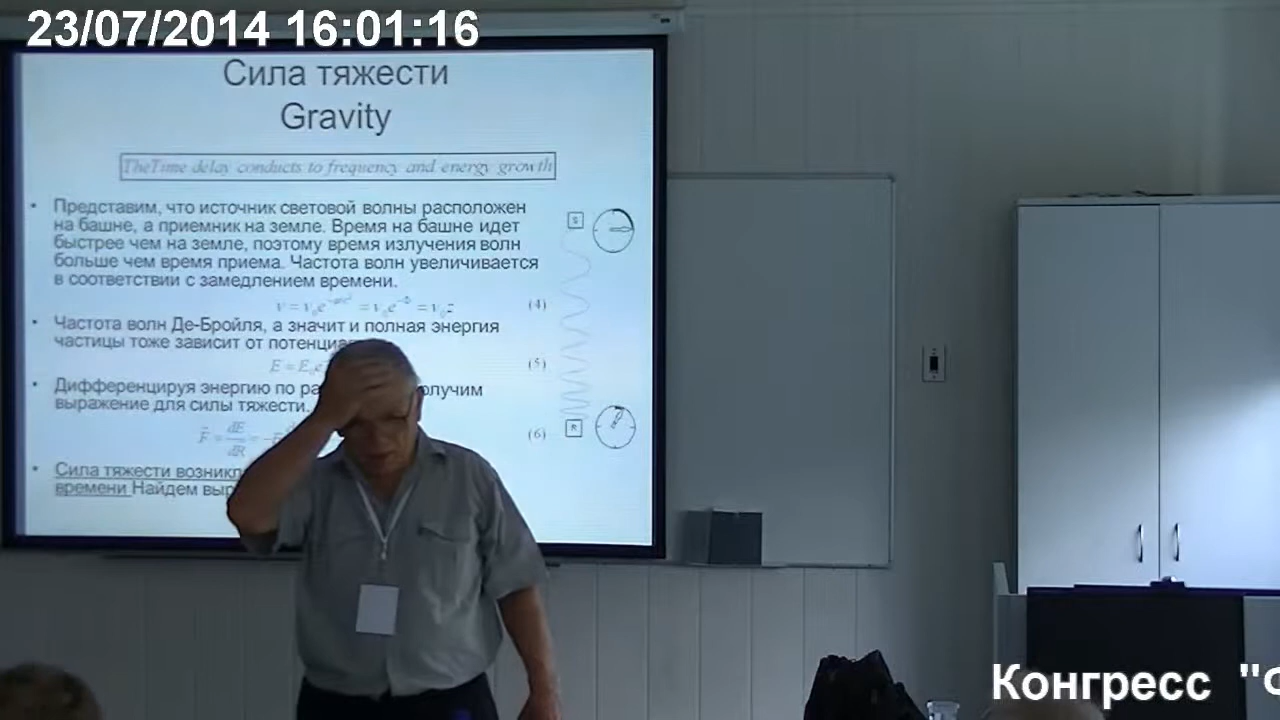 23/07/2014 16:01:16
Сила тяжести
Gravity
TheTime delay conducts to frequency and energy growth
• Представим, что источник световой волны расположен
на башне, а приемник на земле. Время на башне идет
быстрее чем на земле, поэтому время излучения волн
больше чем время приема. Частота волн увеличивается
в соответствии с замедлением времени.
(4)
• Частота волн Де-Бройля, а значит и полная энергия
частицы тоже зависит от
(5)
• Дифференцируя энергию по
выражение для силы тяжести.
(6)
• Сила тяжести
времени Найдем
S
R
Конгресс "Ф